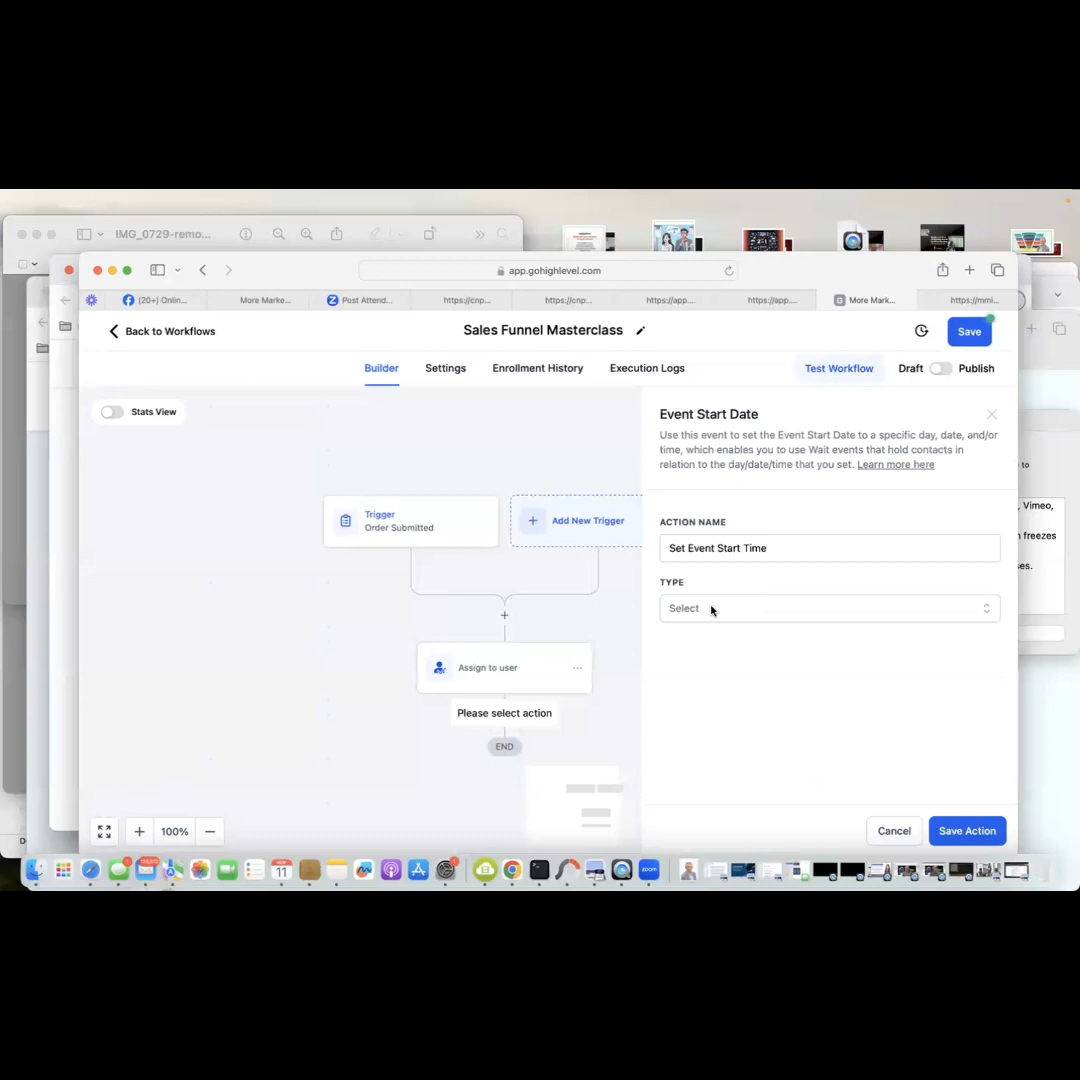 IMG_0729-remo...
app.gohighlevel.com
(20+) Onlin...
More Marke...
Post Attend...
https://cnp...
https://cnp...
https://app....
https://app....
More Mark...
https://mmi...
Back to Workflows
Sales Funnel Masterclass
Save
Builder
Settings
Enrollment History
Execution Logs
Test Workflow
Draft
Publish
Stats View
Event Start Date
Use this event to set the Event Start Date to a specific day, date, and/or
time, which enables you to use Wait events that hold contacts in
relation to the day/date/time that you set. Learn more here
to
, Vimeo,
freezes
ses.
Trigger
Order Submitted
Add New Trigger
ACTION NAME
Set Event Start Time
TYPE
Select
Assign to user
Please select action
END
100%
Cancel
Save Action
11
zoom